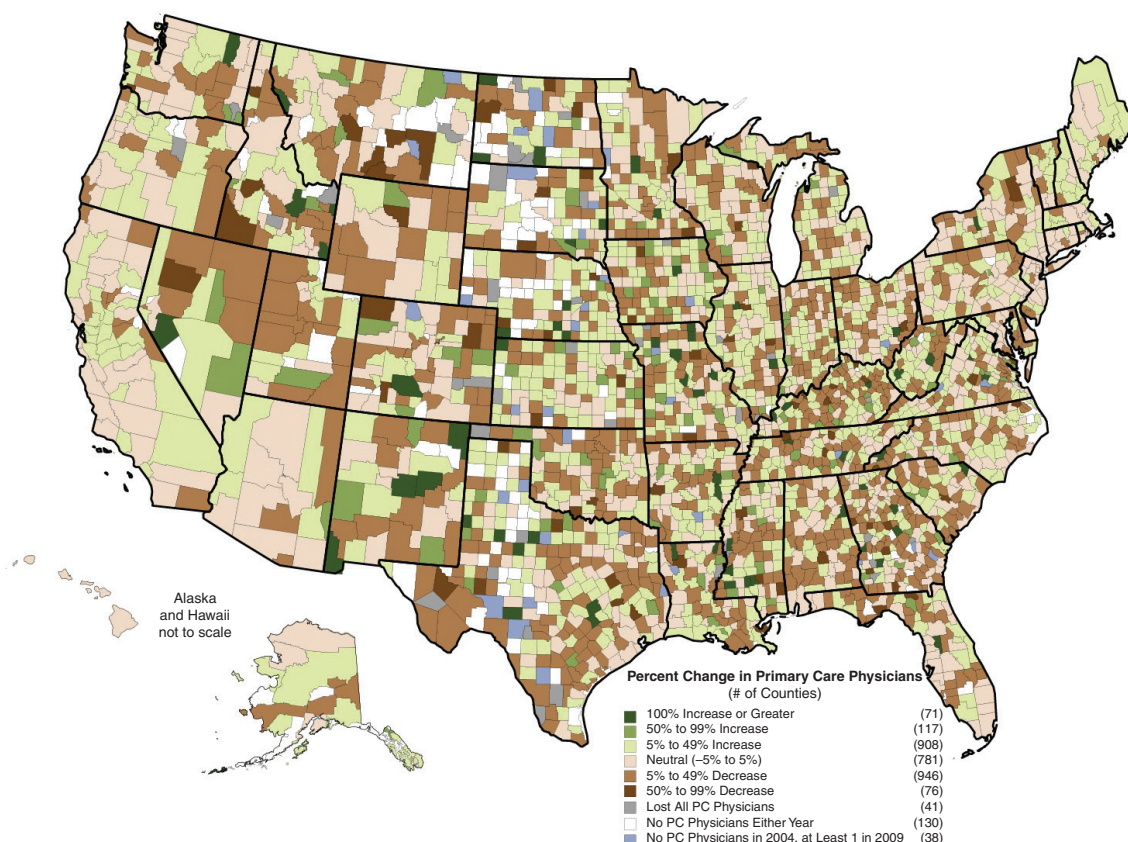 Alaska
and Hawaii
not to scale
Percent Change in Primary Care Physicians
(# of Counties)
100% Increase or Greater (71)
50% to 99% Increase (117)
5% to 49% Increase (908)
Neutral (–5% to 5%) (781)
5% to 49% Decrease (946)
50% to 99% Decrease (76)
Lost All PC Physicians (41)
No PC Physicians Either Year (130)
No PC Physicians in 2004, at Least 1 in 2009 (38)